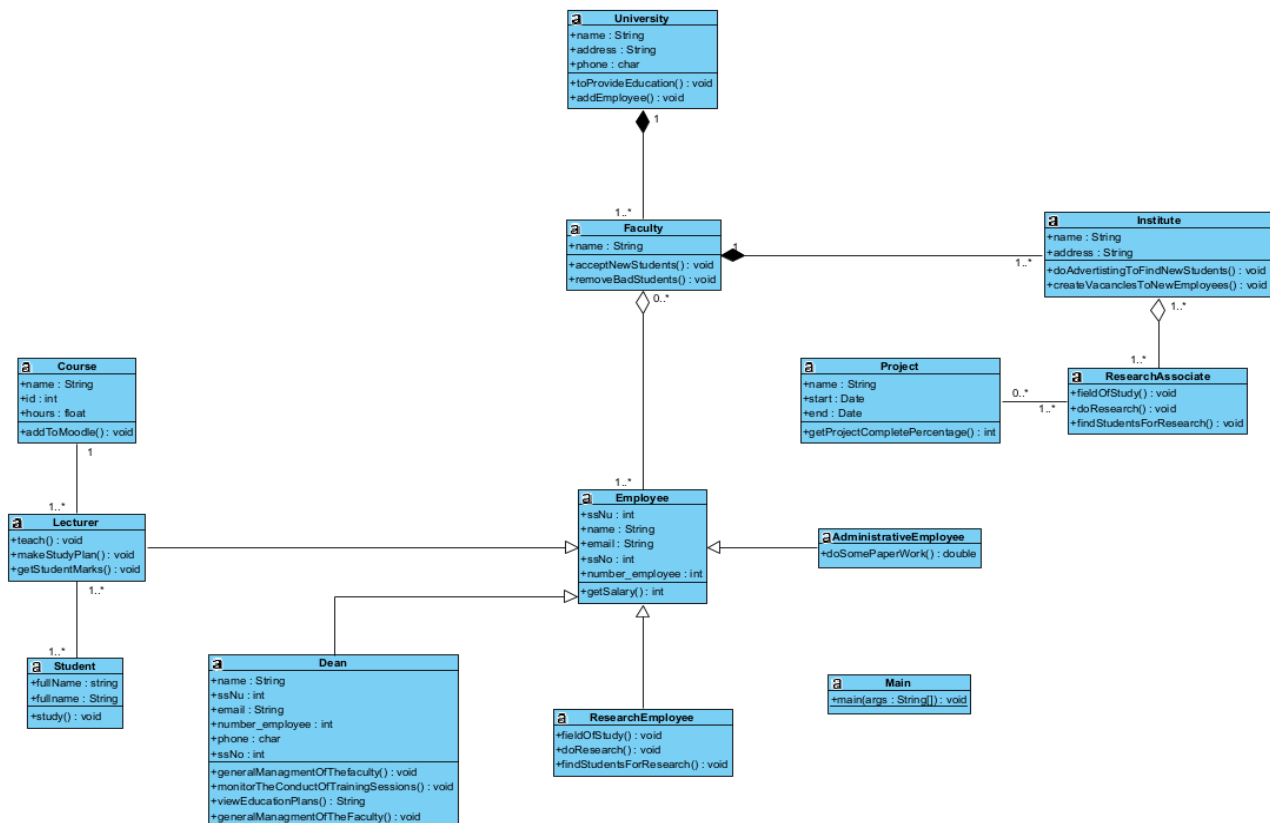 University
+name : String
+address : String
+phone : char
+toProvideEducation() : void
+addEmployee() : void
1
1..*
Faculty
+name : String
+acceptNewStudents() : void
+removeBadStudents() : void
1
1..*
0..*
Institute
+name : String
+address : String
+doAdvertistingToFindNewStudents() : void
+createVacanclesToNewEmployees() : void
1..*
1..*
Course
+name : String
+id : int
+hours : float
+addToMoodle() : void
1
1..*
Project
+name : String
+start : Date
+end : Date
+getProjectCompletePercentage() : int
0..*
1..*
ResearchAssociate
+fieldOfStudy() : void
+doResearch() : void
+findStudentsForResearch() : void
1..*
Employee
+ssNu : int
+name : String
+email : String
+ssNo : int
+number_employee : int
+getSalary() : int
Lecturer
+teach() : void
+makeStudyPlan() : void
+getStudentMarks() : void
1..*
1..*
AdministrativeEmployee
+doSomePaperWork() : double
Student
+fullName : string
+fullname : String
+study() : void
Dean
+name : String
+ssNu : int
+email : String
+number_employee : int
+phone : char
+ssNo : int
+generalManagmentOfThefaculty() : void
+monitorTheConductOfTrainingSessions() : void
+viewEducationPlans() : String
+generalManagmentOfTheFaculty() : void
ResearchEmployee
+fieldOfStudy() : void
+doResearch() : void
+findStudentsForResearch() : void
Main
+main(args : String[]) : void